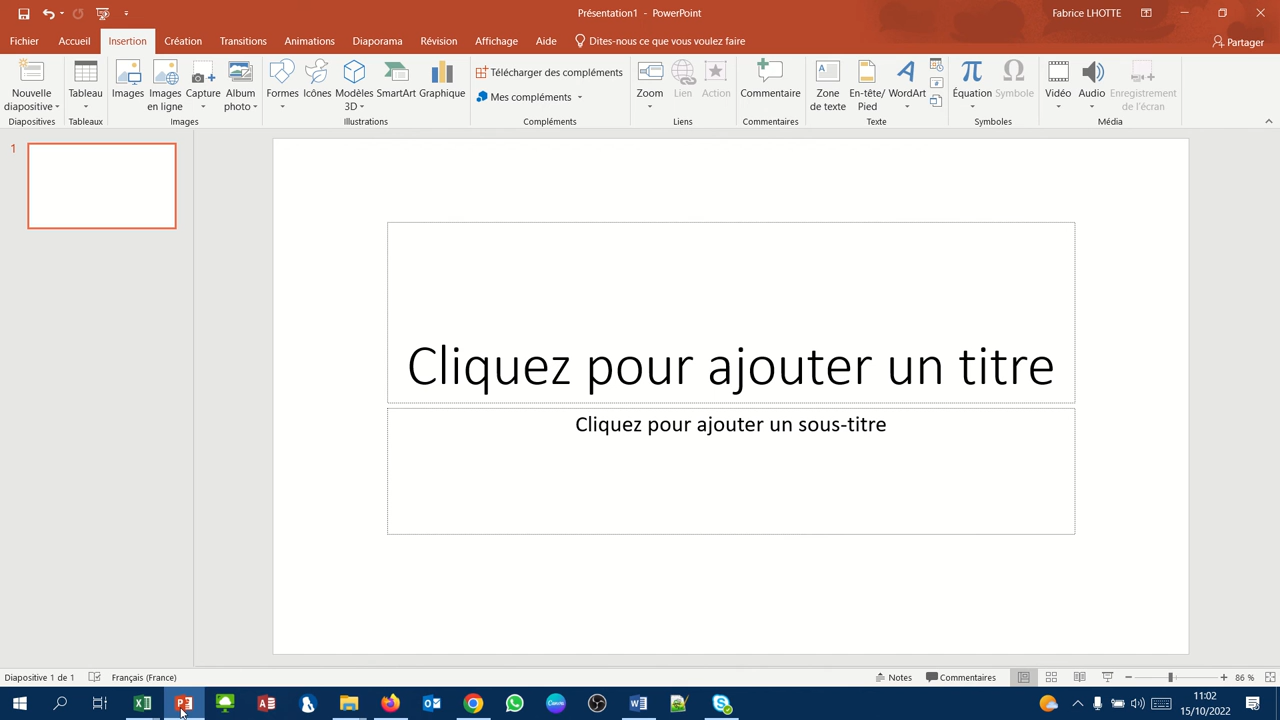 Présentation1 - PowerPoint
Fabrice LHOTTE
Fichier Accueil Insertion Création Transitions Animations Diaporama Révision Affichage Aide Dites-nous ce que vous voulez faire
Partager
Nouvelle diapositive
Tableau
Images
Images en ligne
Capture
Album photo
Formes
Icônes
Modèles 3D
SmartArt
Graphique
Télécharger des compléments
Mes compléments
Zoom
Lien
Action
Commentaire
Zone de texte
En-tête/ Pied
WordArt
Équation
Symbole
Vidéo
Audio
Enregistrement de l'écran
Diapositives Tableaux Images Illustrations Compléments Liens Commentaires Texte Symboles Média
1
Cliquez pour ajouter un titre
Cliquez pour ajouter un sous-titre
Diapositive 1 de 1 Français (France) Notes Commentaires 86 %
11:02
15/10/2022